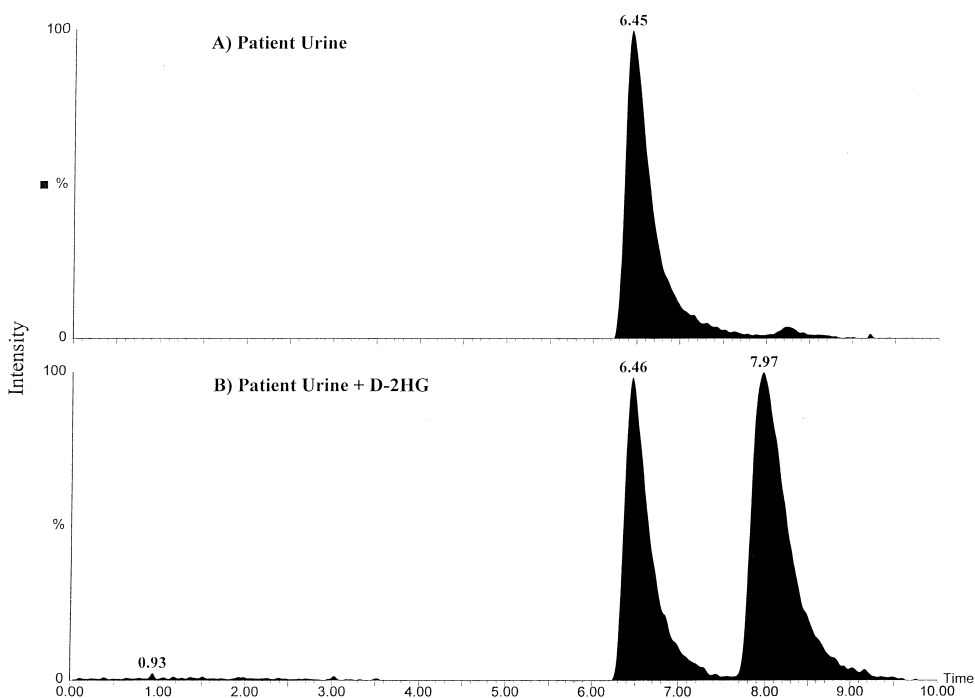 6.45
100
A) Patient Urine
%
0
Intensity
100
7.97
6.46
B) Patient Urine + D-2HG
%
0.93
0
Time
0.00 1.00 2.00 3.00 4.00 5.00 6.00 7.00 8.00 9.00 10.00